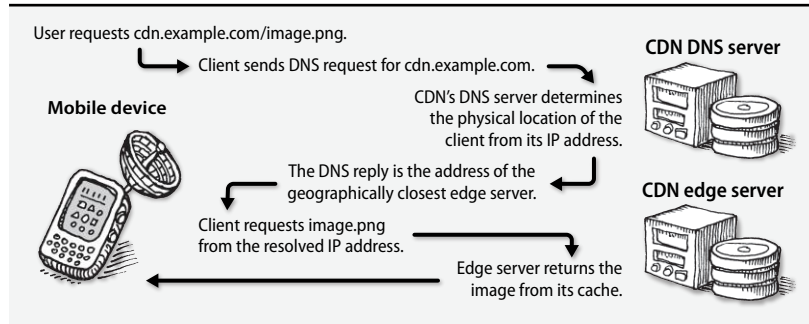 User requests cdn.example.com/image.png.
Client sends DNS request for cdn.example.com.
CDN DNS server
Mobile device
CDN’s DNS server determines
the physical location of the
client from its IP address.
The DNS reply is the address of the
geographically closest edge server.
CDN edge server
Client requests image.png
from the resolved IP address.
Edge server returns the
image from its cache.